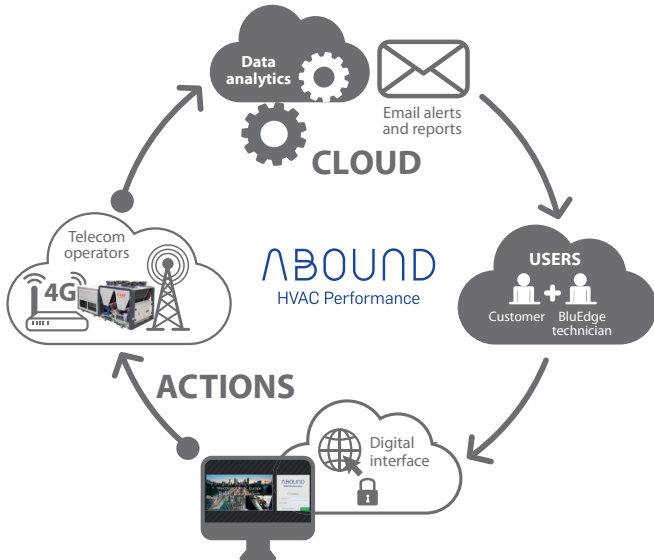 Data
analytics
Email alerts
and reports
CLOUD
Telecom
operators
4G
ABOUND
HVAC Performance
USERS
Customer
BluEdge
technician
ACTIONS
Digital
interface
ABOUND